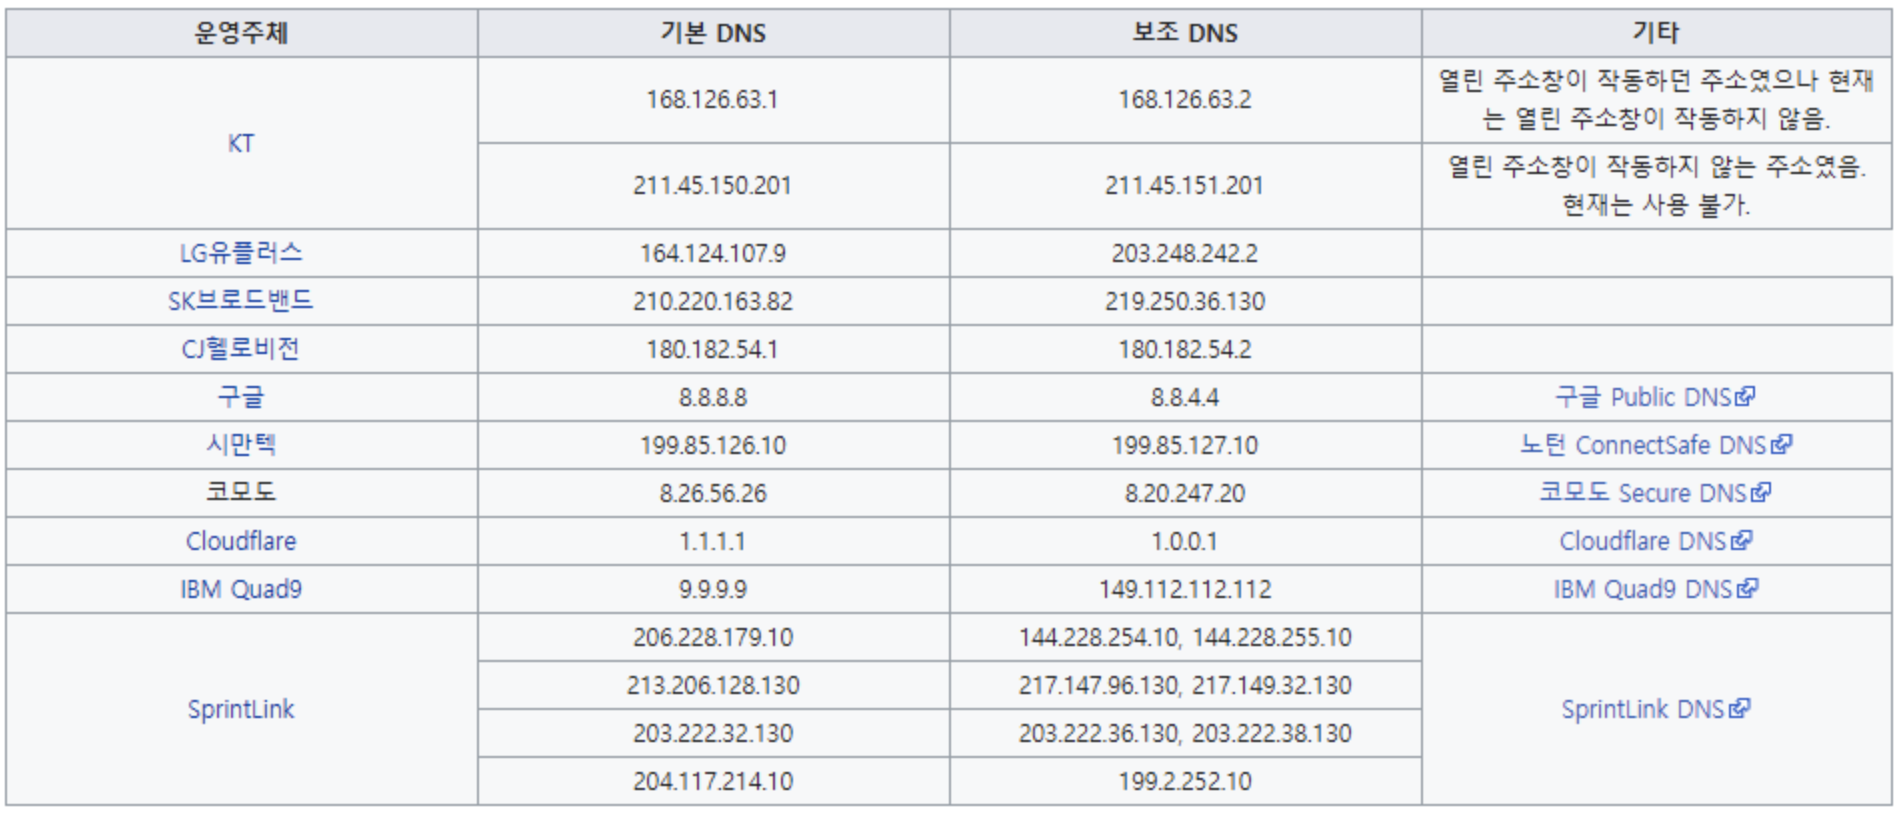 운영주체 기본 DNS 보조 DNS 기타
KT 168.126.63.1 168.126.63.2 열린 주소창이 작동하던 주소였으나 현재
는 열린 주소창이 작동하지 않음.
211.45.150.201 211.45.151.201 열린 주소창이 작동하지 않는 주소였음.
현재는 사용 불가.
LG유플러스 164.124.107.9 203.248.242.2
SK브로드밴드 210.220.163.82 219.250.36.130
CJ헬로비전 180.182.54.1 180.182.54.2
구글 8.8.8.8 8.8.4.4 구글 Public DNS
시만텍 199.85.126.10 199.85.127.10 노턴 ConnectSafe DNS
코모도 8.26.56.26 8.20.247.20 코모도 Secure DNS
Cloudflare 1.1.1.1 1.0.0.1 Cloudflare DNS
IBM Quad9 9.9.9.9 149.112.112.112 IBM Quad9 DNS
SprintLink 206.228.179.10 144.228.254.10, 144.228.255.10 SprintLink DNS
213.206.128.130 217.147.96.130, 217.149.32.130
203.222.32.130 203.222.36.130, 203.222.38.130
204.117.214.10 199.2.252.10